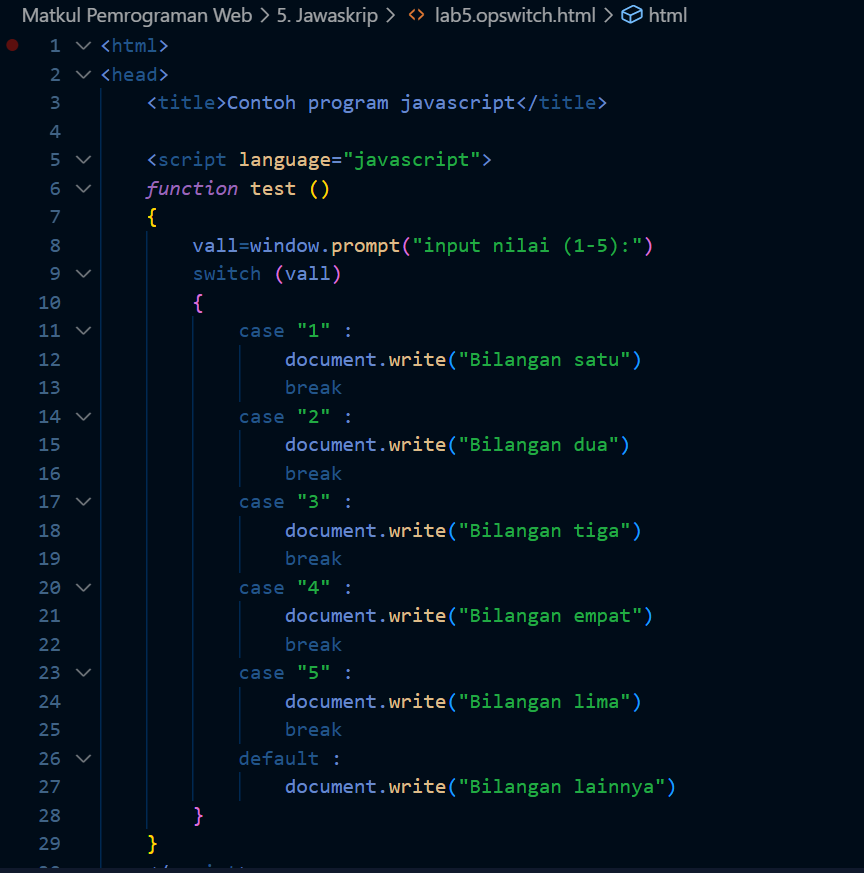 Matkul Pemrograman Web > 5. Jawaskrip > <> lab5.opswitch.html > html
1 <html>
2 <head>
3 <title>Contoh program javascript</title>
4
5 <script language="javascript">
6 function test ()
7 {
8 vall=window.prompt("input nilai (1-5):")
9 switch (vall)
10 {
11 case "1" :
12 document.write("Bilangan satu")
13 break
14 case "2" :
15 document.write("Bilangan dua")
16 break
17 case "3" :
18 document.write("Bilangan tiga")
19 break
20 case "4" :
21 document.write("Bilangan empat")
22 break
23 case "5" :
24 document.write("Bilangan lima")
25 break
26 default :
27 document.write("Bilangan lainnya")
28 }
29 }